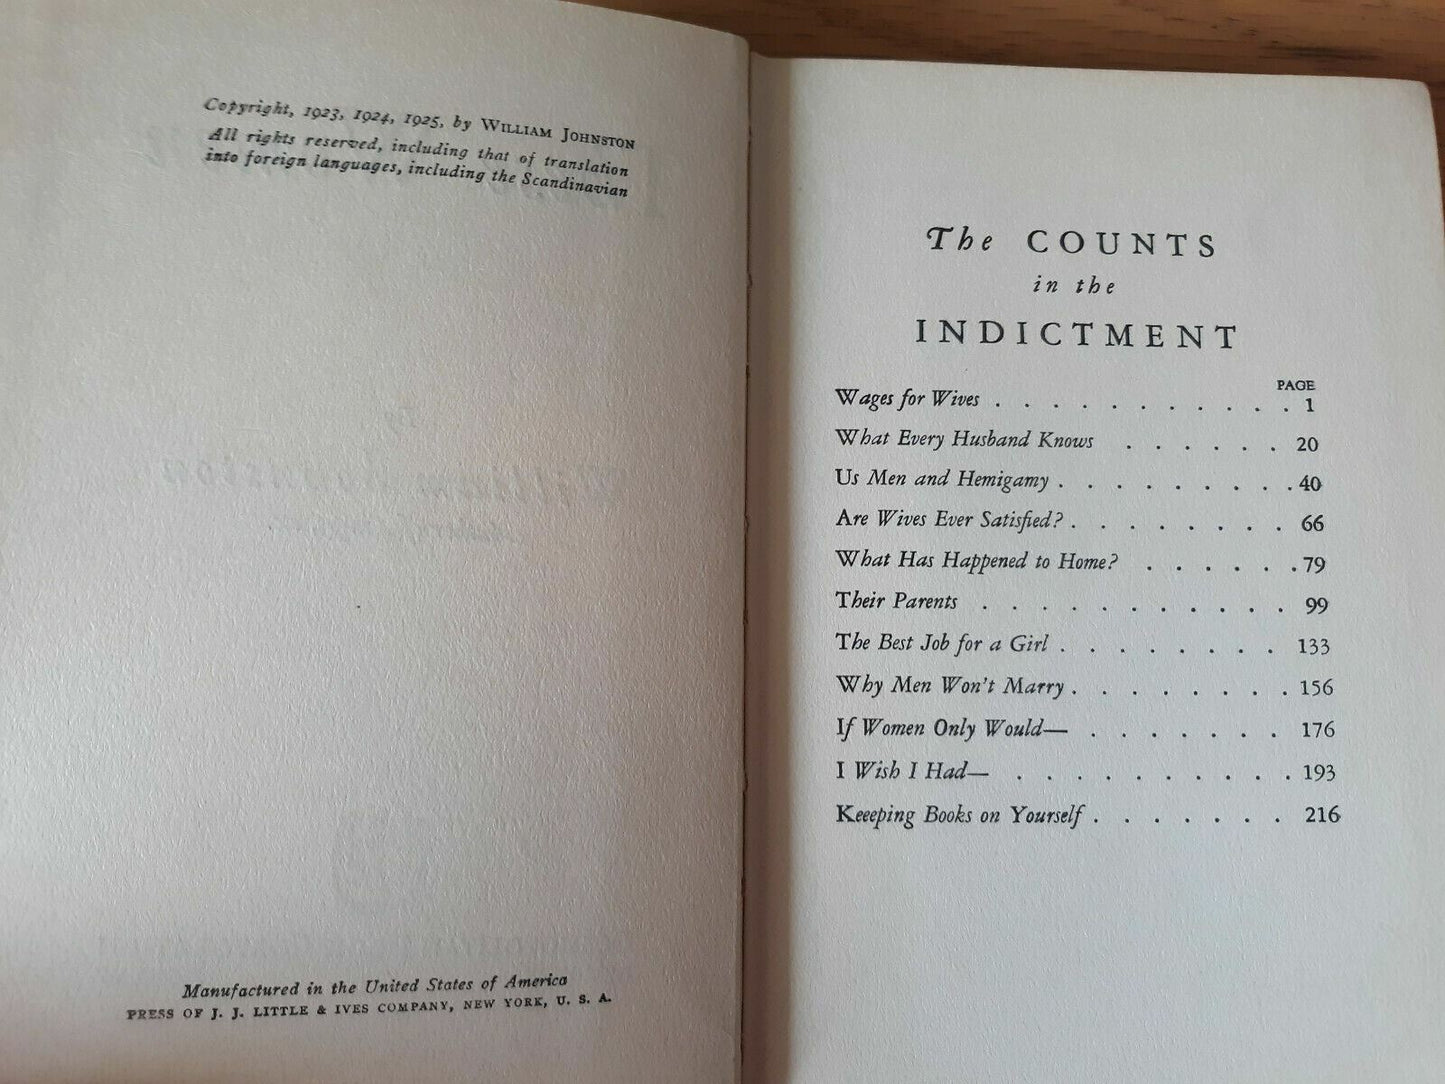 Copyright, 1923, 1924, 1925, by WILLIAM JOHNSTON
All rights reserved, including that of translation
into foreign languages, including the Scandinavian
Manufactured in the United States of America
PRESS OF J. J. LITTLE & IVES COMPANY, NEW YORK, U. S. A.
The COUNTS
in the
INDICTMENT
PAGE
Wages for Wives . . . . . . . . . . . 1
What Every Husband Knows . . . . . . 20
Us Men and Hemigamy . . . . . . . . . 40
Are Wives Ever Satisfied? . . . . . . . . 66
What Has Happened to Home? . . . . . . 79
Their Parents . . . . . . . . . . . 99
The Best Job for a Girl . . . . . . . . 133
Why Men Won't Marry . . . . . . . . 156
If Women Only Would— . . . . . . . 176
I Wish I Had— . . . . . . . . . . 193
Keeeping Books on Yourself . . . . . . . 216